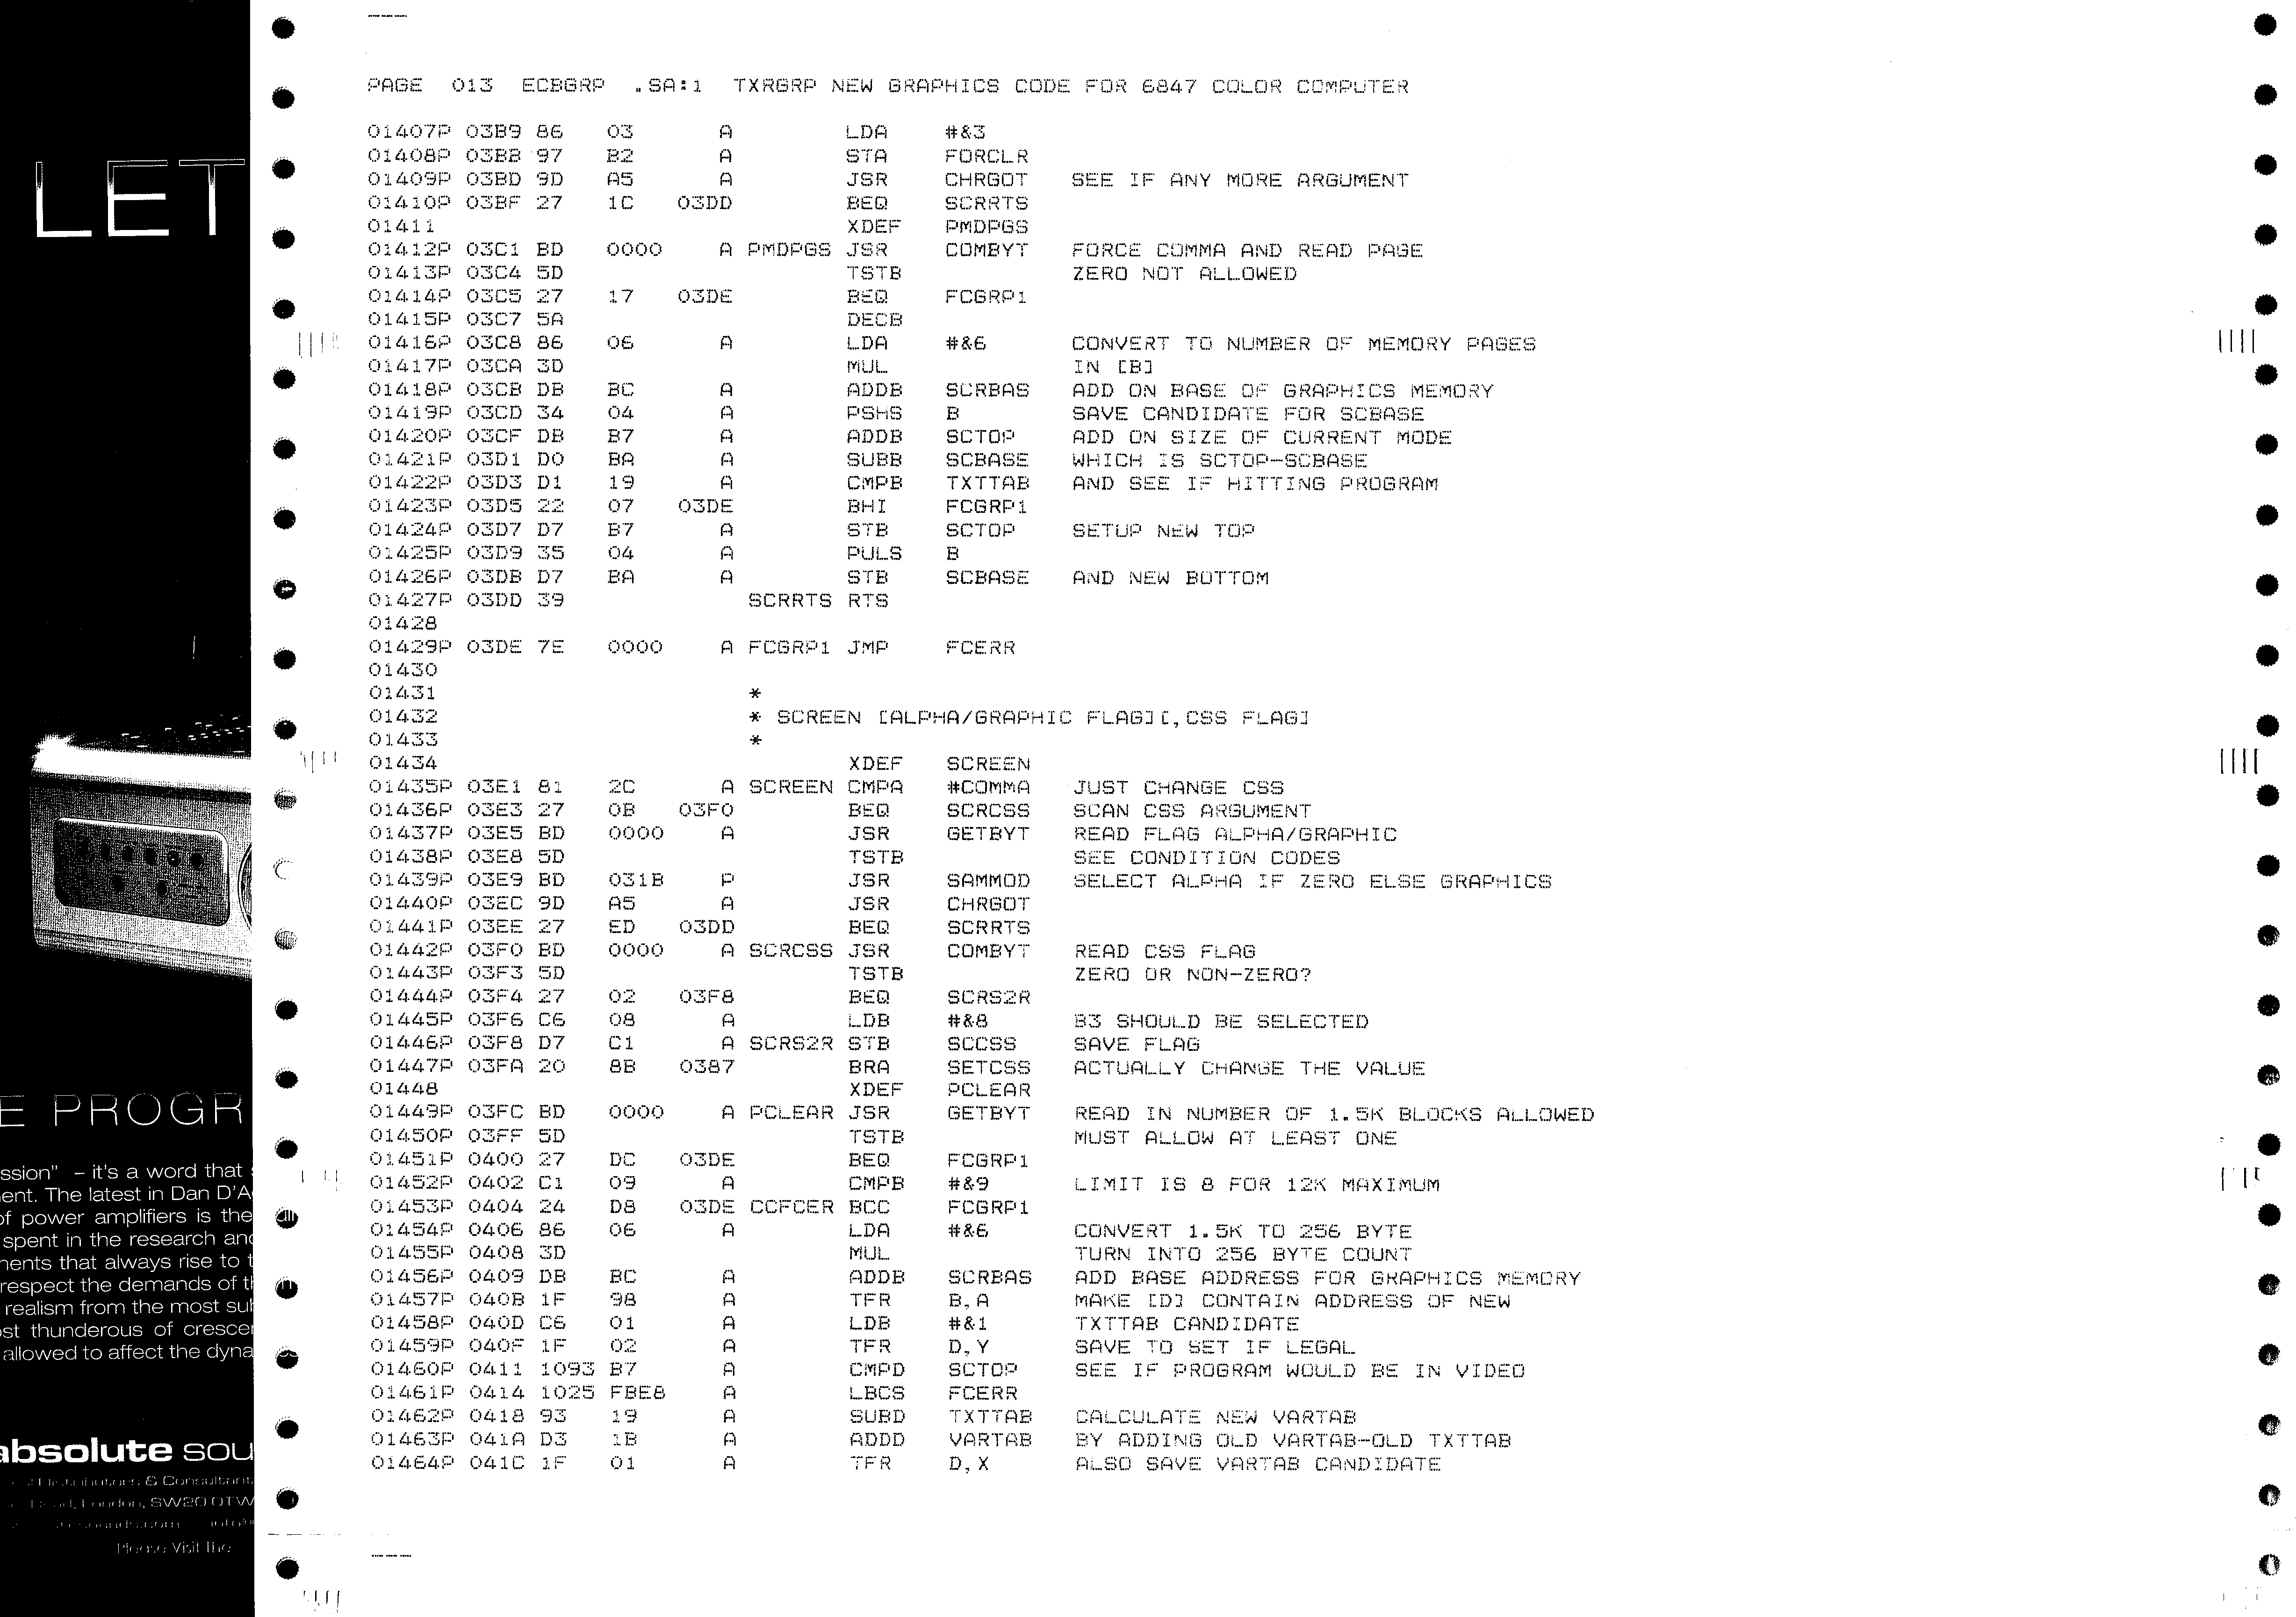 PAGE 013 ECBGRP .SA:1 TXRGRP NEW GRAPHICS CODE FOR 6847 COLOR COMPUTER
01407P 03B9 86 03 A LDA #&3
01408P 03BB 97 B2 A STA FORCLR
01409P 03BD 9D A5 A JSR CHRGOT SEE IF ANY MORE ARGUMENT
01410P 03BF 27 1C 03DD BEQ SCRRTS
01411 XDEF PMDPGS
01412P 03C1 BD 0000 A PMDPGS JSR COMBYT FORCE COMMA AND READ PAGE
01413P 03C4 5D TSTB ZERO NOT ALLOWED
01414P 03C5 27 17 03DE BEQ FCGRP1
01415P 03C7 5A DECB
01416P 03C8 86 06 A LDA #&6 CONVERT TO NUMBER OF MEMORY PAGES
01417P 03CA 3D MUL IN [B]
01418P 03CB DB BC A ADDB SCRBAS ADD ON BASE OF GRAPHICS MEMORY
01419P 03CD 34 04 A PSHS B SAVE CANDIDATE FOR SCBASE
01420P 03CF DB B7 A ADDB SCTOP ADD ON SIZE OF CURRENT MODE
01421P 03D1 D0 BA A SUBB SCBASE WHICH IS SCTOP-SCBASE
01422P 03D3 D1 19 A CMPB TXTTAB AND SEE IF HITTING PROGRAM
01423P 03D5 22 07 03DE BHI FCGRP1
01424P 03D7 D7 B7 A STB SCTOP SETUP NEW TOP
01425P 03D9 35 04 A PULS B
01426P 03DB D7 BA A STB SCBASE AND NEW BOTTOM
01427P 03DD 39 SCRRTS RTS
01428
01429P 03DE 7E 0000 A FCGRP1 JMP FCERR
01430
01431 *
01432 * SCREEN [ALPHA/GRAPHIC FLAG][,CSS FLAG]
01433 *
01434 XDEF SCREEN
01435P 03E1 81 2C A SCREEN CMPA #COMMA JUST CHANGE CSS
01436P 03E3 27 0B 03F0 BEQ SCRCSS SCAN CSS ARGUMENT
01437P 03E5 BD 0000 A JSR GETBYT READ FLAG ALPHA/GRAPHIC
01438P 03E8 5D TSTB SEE CONDITION CODES
01439P 03E9 BD 031B P JSR SAMMOD SELECT ALPHA IF ZERO ELSE GRAPHICS
01440P 03EC 9D A5 A JSR CHRGOT
01441P 03EE 27 ED 03DD BEQ SCRRTS
01442P 03F0 BD 0000 A SCRCSS JSR COMBYT READ CSS FLAG
01443P 03F3 5D TSTB ZERO OR NON-ZERO?
01444P 03F4 27 02 03F8 BEQ SCRS2R
01445P 03F6 C6 08 A LDB #&8 B3 SHOULD BE SELECTED
01446P 03F8 D7 C1 A SCRS2R STB SCCSS SAVE FLAG
01447P 03FA 20 8B 0387 BRA SETCSS ACTUALLY CHANGE THE VALUE
01448 XDEF PCLEAR
01449P 03FC BD 0000 A PCLEAR JSR GETBYT READ IN NUMBER OF 1.5K BLOCKS ALLOWED
01450P 03FF 5D TSTB MUST ALLOW AT LEAST ONE
01451P 0400 27 DC 03DE BEQ FCGRP1
01452P 0402 C1 09 A CMPB #&9 LIMIT IS 8 FOR 12K MAXIMUM
01453P 0404 24 D8 03DE CCFCER BCC FCGRP1
01454P 0406 86 06 A LDA #&6 CONVERT 1.5K TO 256 BYTE
01455P 0408 3D MUL TURN INTO 256 BYTE COUNT
01456P 0409 DB BC A ADDB SCRBAS ADD BASE ADDRESS FOR GRAPHICS MEMORY
01457P 040B 1F 98 A TFR B,A MAKE [D] CONTAIN ADDRESS OF NEW
01458P 040D C6 01 A LDB #&1 TXTTAB CANDIDATE
01459P 040F 1F 02 A TFR D,Y SAVE TO SET IF LEGAL
01460P 0411 1093 B7 A CMPD SCTOP SEE IF PROGRAM WOULD BE IN VIDEO
01461P 0414 1025 FBE8 A LBCS FCERR
01462P 0418 93 19 A SUBD TXTTAB CALCULATE NEW VARTAB
01463P 041A D3 1B A ADDD VARTAB BY ADDING OLD VARTAB-OLD TXTTAB
01464P 041C 1F 01 A TFR D,X ALSO SAVE VARTAB CANDIDATE
LET
E PROGR
ssion" – it's a word that
ent. The latest in Dan D'A
of power amplifiers is the
spent in the research and
nents that always rise to t
respect the demands of th
realism from the most sul
ost thunderous of crescer
allowed to affect the dyna
absolute sou
& Consultant
London, SW20 0TW
Please Visit the